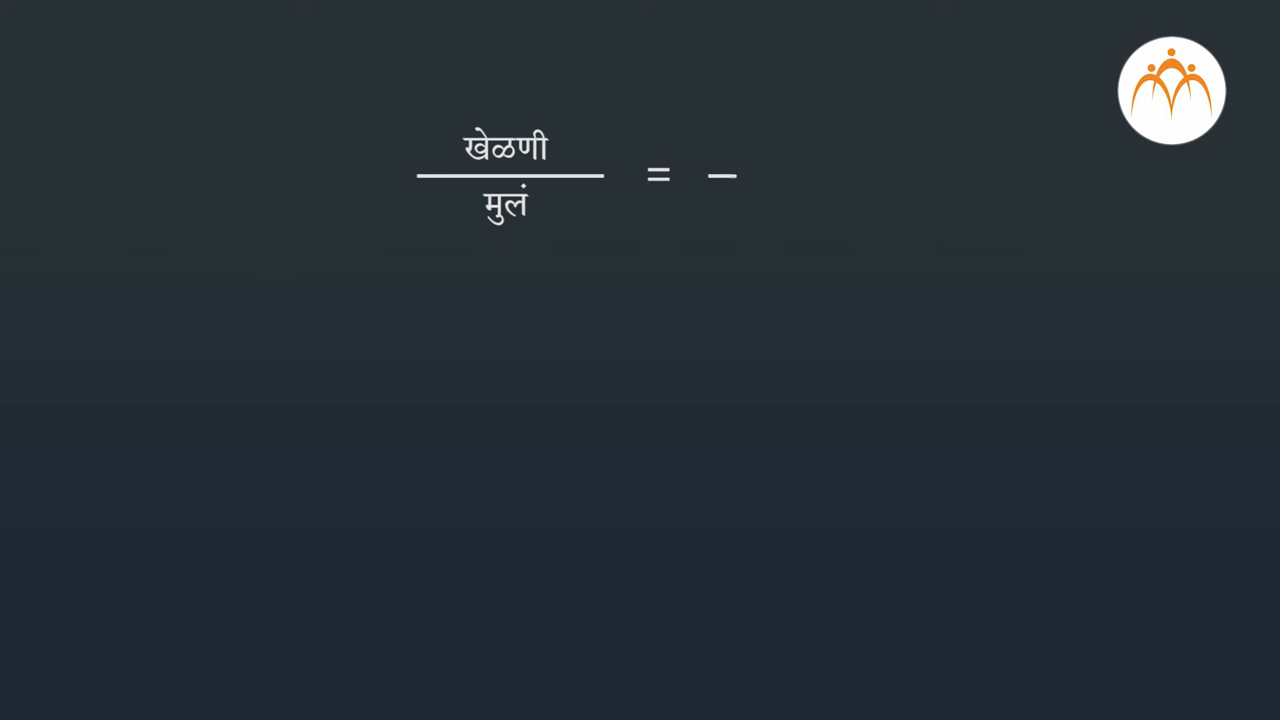 खेळणी
= –
मुलं